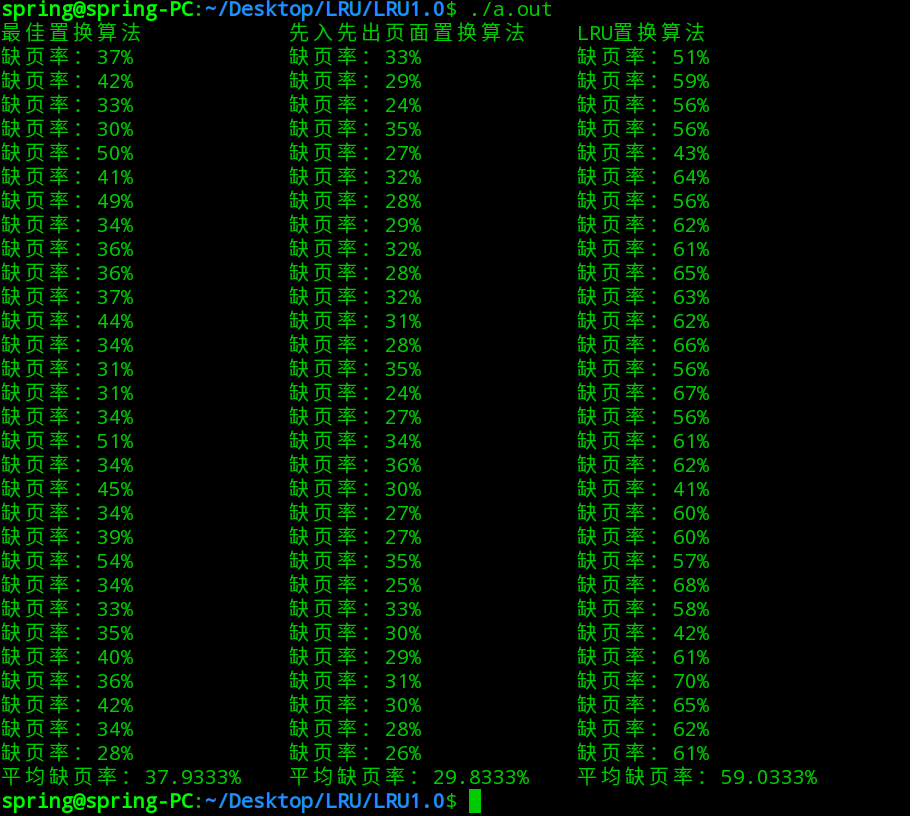 spring@spring-PC:~/Desktop/LRU/LRU1.0$ ./a.out
最佳置换算法 先入先出页面置换算法 LRU置换算法
缺页率：37% 缺页率：33% 缺页率：51%
缺页率：42% 缺页率：29% 缺页率：59%
缺页率：33% 缺页率：24% 缺页率：56%
缺页率：30% 缺页率：35% 缺页率：56%
缺页率：50% 缺页率：27% 缺页率：43%
缺页率：41% 缺页率：32% 缺页率：64%
缺页率：49% 缺页率：28% 缺页率：56%
缺页率：34% 缺页率：29% 缺页率：62%
缺页率：36% 缺页率：32% 缺页率：61%
缺页率：36% 缺页率：28% 缺页率：65%
缺页率：37% 缺页率：32% 缺页率：63%
缺页率：44% 缺页率：31% 缺页率：62%
缺页率：34% 缺页率：28% 缺页率：66%
缺页率：31% 缺页率：35% 缺页率：56%
缺页率：31% 缺页率：24% 缺页率：67%
缺页率：34% 缺页率：27% 缺页率：56%
缺页率：51% 缺页率：34% 缺页率：61%
缺页率：34% 缺页率：36% 缺页率：62%
缺页率：45% 缺页率：30% 缺页率：41%
缺页率：34% 缺页率：27% 缺页率：60%
缺页率：39% 缺页率：27% 缺页率：60%
缺页率：54% 缺页率：35% 缺页率：57%
缺页率：34% 缺页率：25% 缺页率：68%
缺页率：33% 缺页率：33% 缺页率：58%
缺页率：35% 缺页率：30% 缺页率：42%
缺页率：40% 缺页率：29% 缺页率：61%
缺页率：36% 缺页率：31% 缺页率：70%
缺页率：42% 缺页率：30% 缺页率：65%
缺页率：34% 缺页率：28% 缺页率：62%
缺页率：28% 缺页率：26% 缺页率：61%
平均缺页率：37.9333% 平均缺页率：29.8333% 平均缺页率：59.0333%
spring@spring-PC:~/Desktop/LRU/LRU1.0$